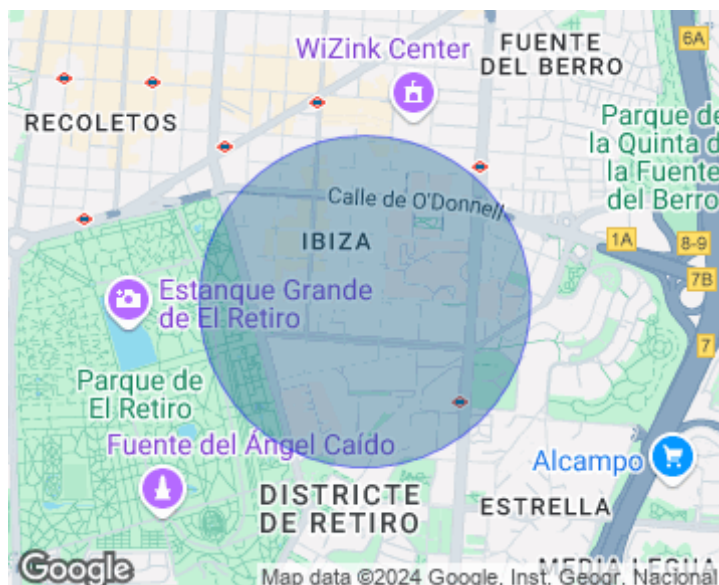 WiZink Center
FUENTE
DEL BERRO
6A
RECOLETOS
Parque de
la Quinta d
la Fuente
del Berro
Calle de O'Donnell
IBIZA
1A
8-9
7B
Estanque Grande
de El Retiro
7
Parque de
El Retiro
Fuente del Ángel Caído
Alcampo
DISTRICTE
DE RETIRO
ESTRELLA
MEDIA LEGUA
Google
Map data ©2024 Google, Inst. Geogr. Nacional